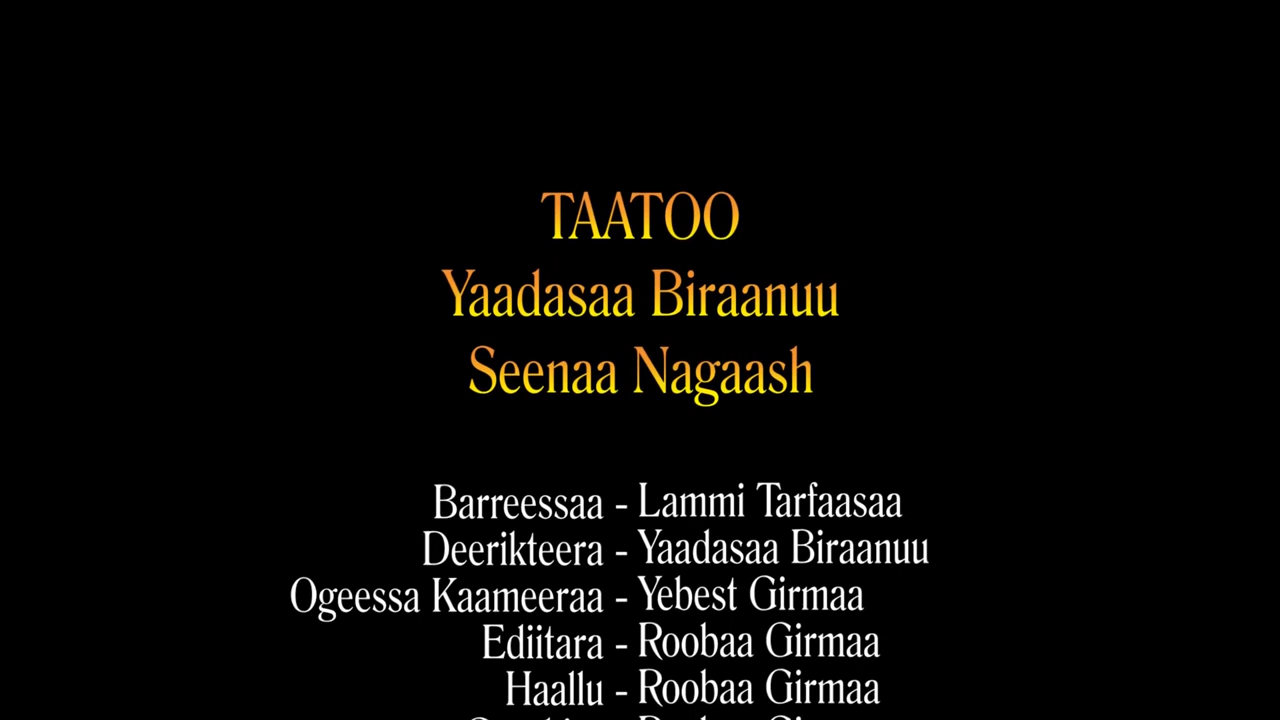 TAATOO
Yaadasaa Biraanuu
Seenaa Nagaash
Barreessaa - Lammi Tarfaasaa
Deerikteera - Yaadasaa Biraanuu
Ogeessa Kaameeraa - Yebest Girmaa
Ediitara - Roobaa Girmaa
Haallu - Roobaa Girmaa